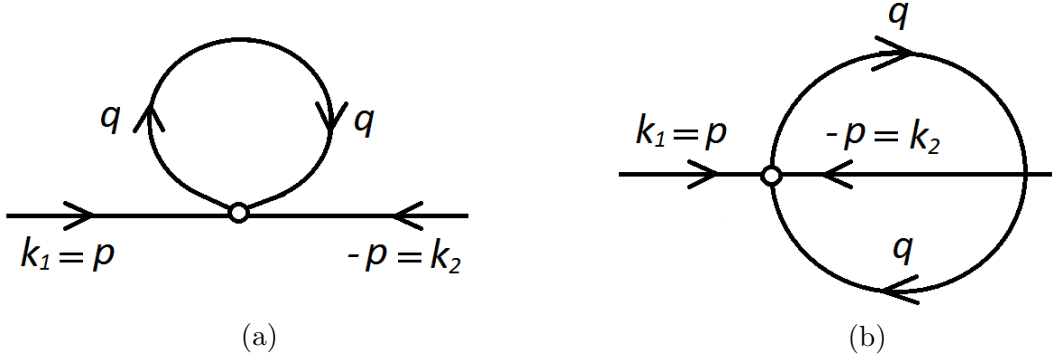 q q
k₁ = p -p = k₂
(a)
q
k₁ = p -p = k₂
q
(b)